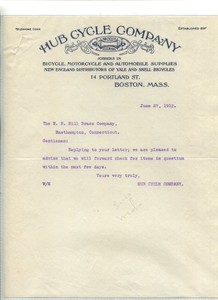 ESTABLISHED 1897
HUB CYCLE COMPANY
JOBBERS IN
BICYCLE, MOTORCYCLE AND AUTOMOBILE SUPPLIES
NEW ENGLAND DISTRIBUTORS OF YALE AND SNELL BICYCLES
14 PORTLAND ST.
BOSTON, MASS.
June 27, 1911.
The N. N. Hill Brass Company,
Easthampton, Connecticut.
Gentlemen:
Replying to your letter; we are pleased to
advise that we will forward check for items in question
within the next few days.
Yours very truly,
HUB CYCLE COMPANY.